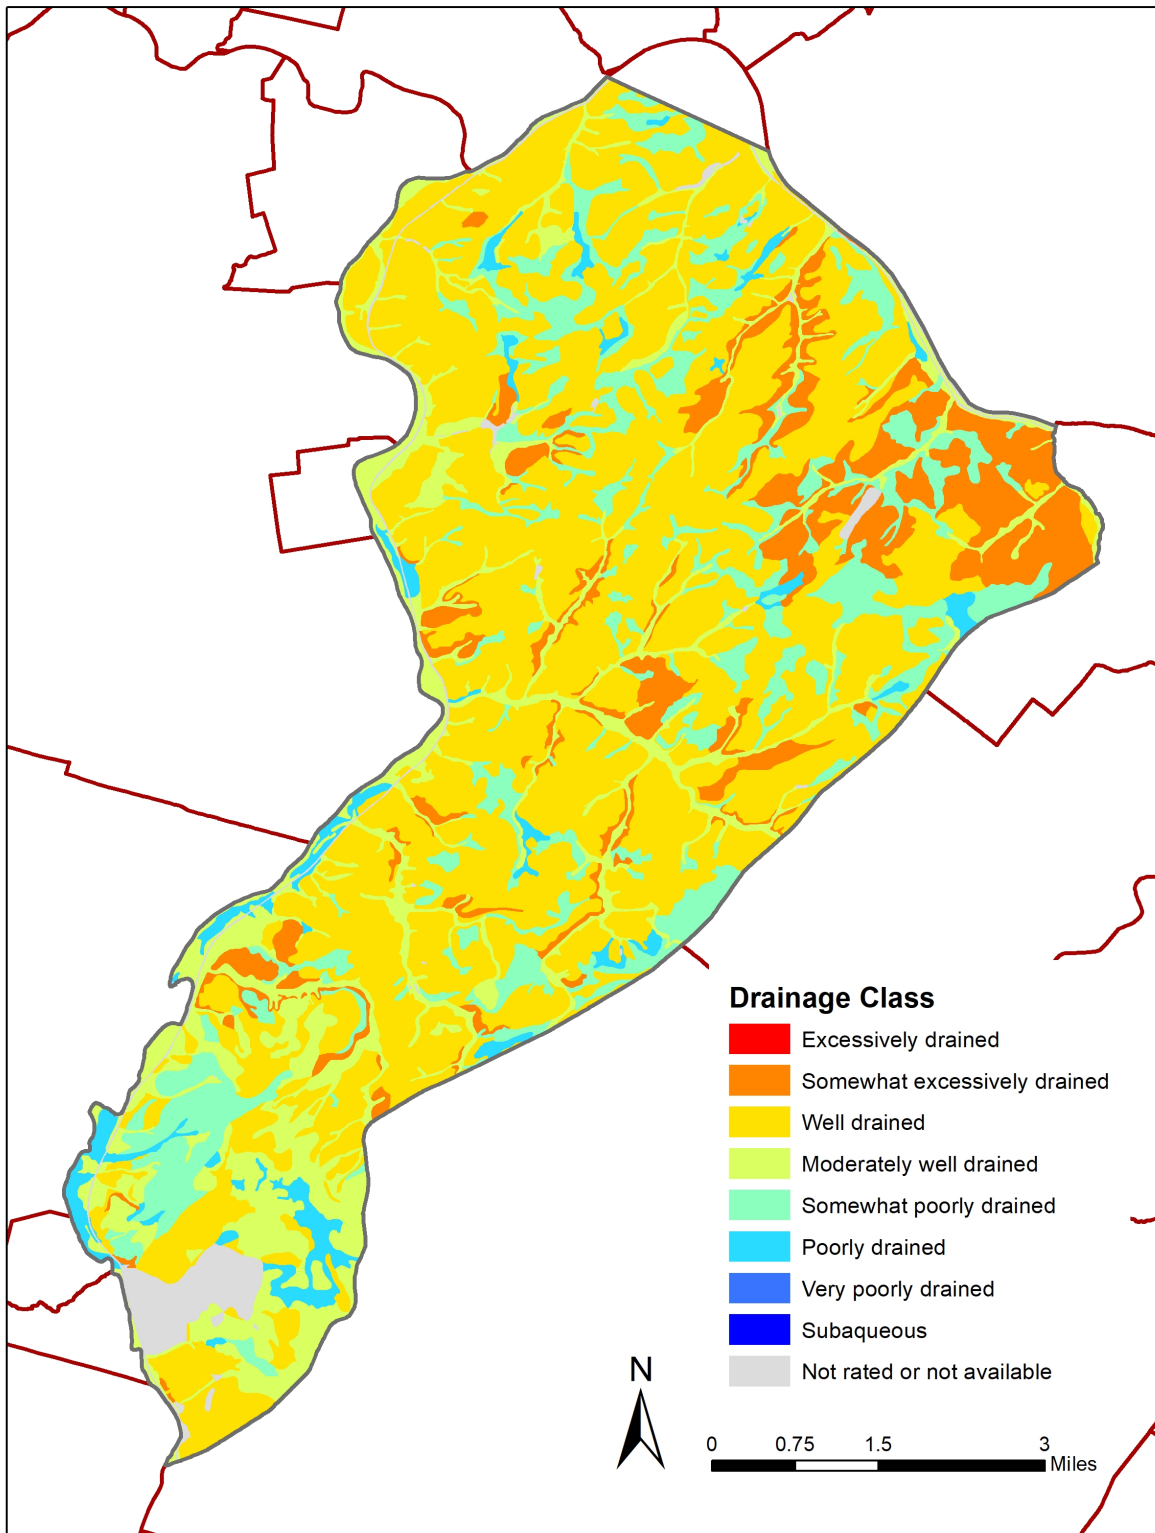 Drainage Class
Excessively drained
Somewhat excessively drained
Well drained
Moderately well drained
Somewhat poorly drained
Poorly drained
Very poorly drained
Subaqueous
Not rated or not available
N
0 0.75 1.5 3
Miles